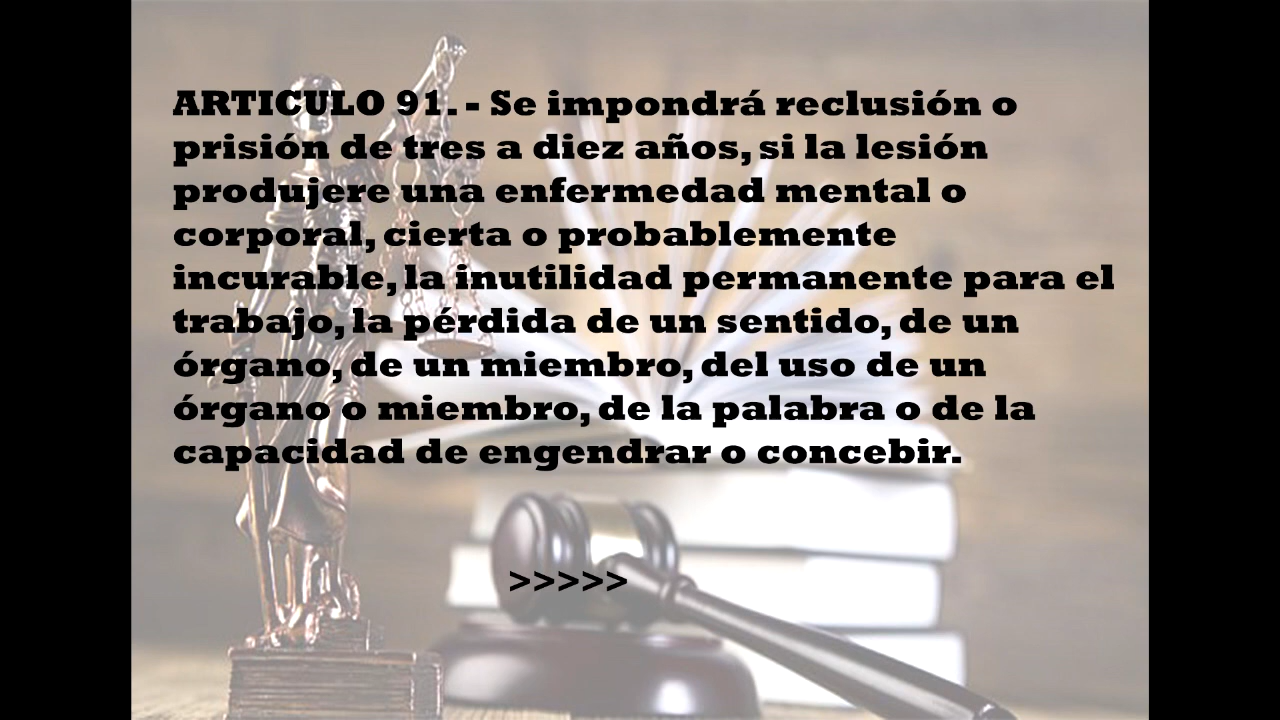 ARTICULO 91. - Se impondrá reclusión o
prisión de tres a diez años, si la lesión
produjere una enfermedad mental o
corporal, cierta o probablemente
incurable, la inutilidad permanente para el
trabajo, la pérdida de un sentido, de un
órgano, de un miembro, del uso de un
órgano o miembro, de la palabra o de la
capacidad de engendrar o concebir.
>>>>>